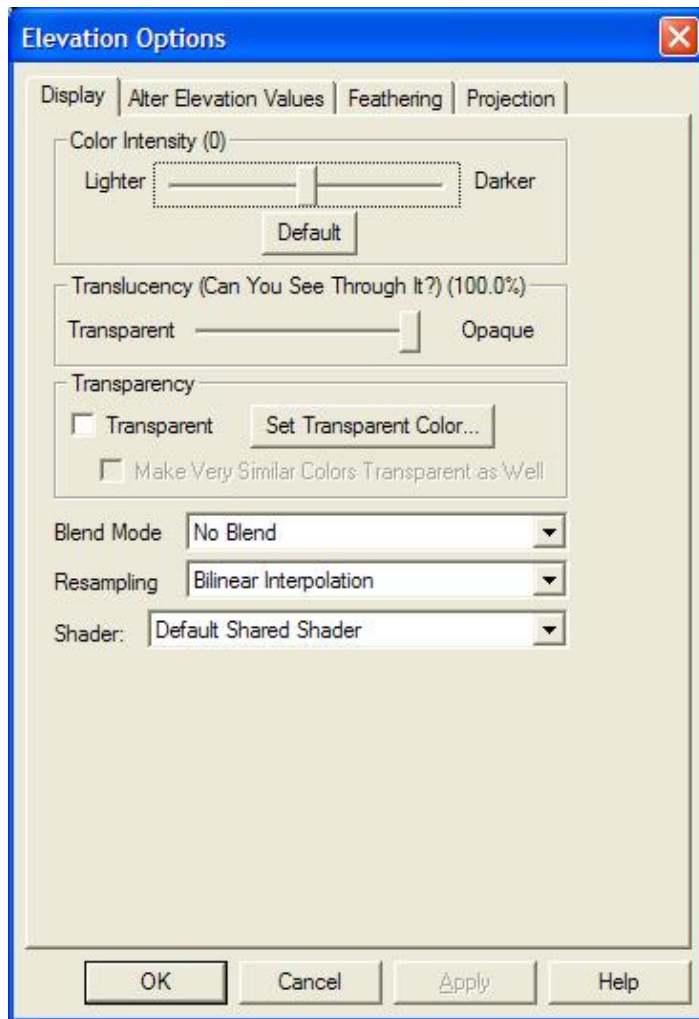 Elevation Options
Display Alter Elevation Values Feathering Projection
Color Intensity (0)
Lighter Darker
Default
Translucency (Can You See Through It?) (100.0%)
Transparent Opaque
Transparency
Transparent Set Transparent Color...
Make Very Similar Colors Transparent as Well
Blend Mode No Blend
Resampling Bilinear Interpolation
Shader: Default Shared Shader
OK Cancel Apply Help